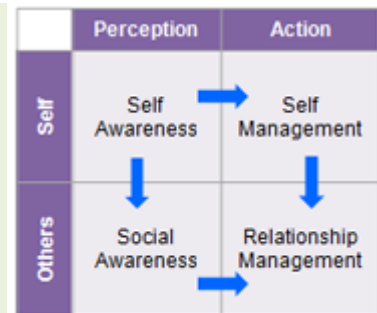 Perception Action
Self
Self Awareness
Self Management
Others
Social Awareness
Relationship Management